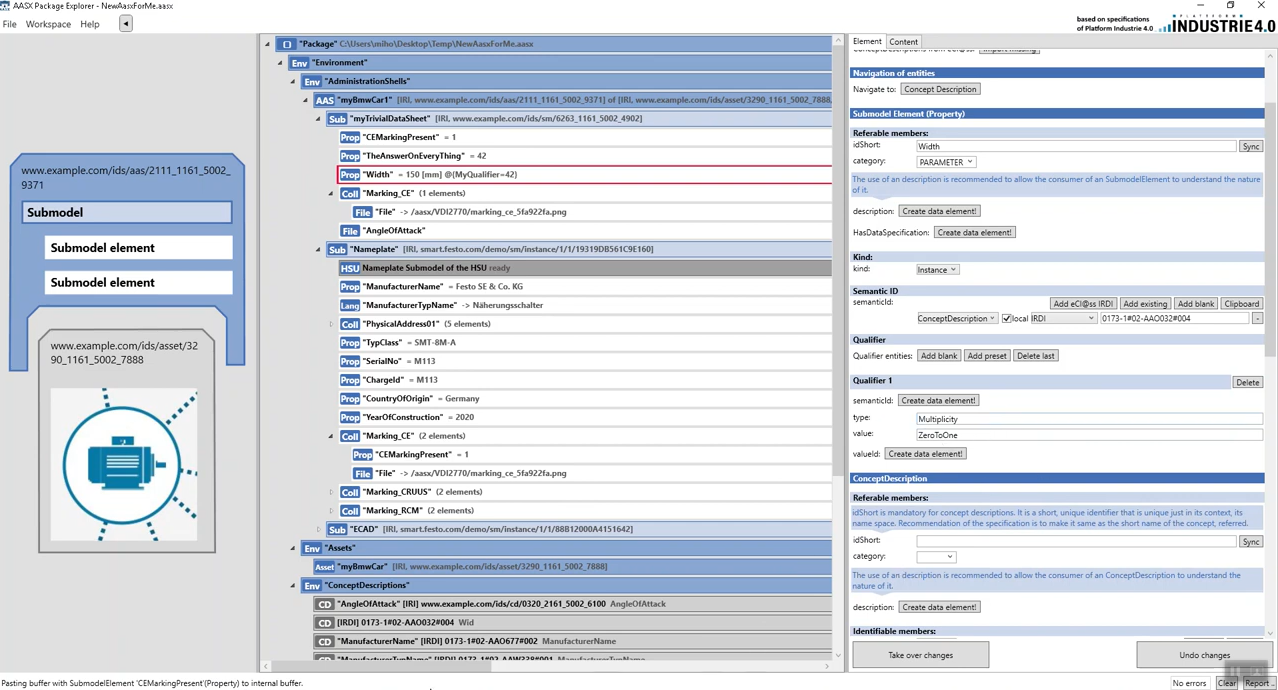 AASX Package Explorer - NewAasxForMe.aasx
File Workspace Help
based on specifications
of Platform Industrie 4.0
PLATTFORM
INDUSTRIE4.0
www.example.com/ids/aas/2111_1161_5002_
9371
Submodel
Submodel element
Submodel element
www.example.com/ids/asset/32
90_1161_5002_7888
"Package" C:\Users\miho\Desktop\Temp\NewAasxForMe.aasx
Env "Environment"
Env "AdministrationShells"
AAS "myBmwCar1" [IRI, www.example.com/ids/aas/2111_1161_5002_9371] of [IRI, www.example.com/ids/asset/3290_1161_5002_7888,
Sub "myTrivialDataSheet" [IRI, www.example.com/ids/sm/6263_1161_5002_4902]
Prop "CEMarkingPresent" = 1
Prop "TheAnswerOnEveryThing" = 42
Prop "Width" = 150 [mm] @{MyQualifier=42}
Coll "Marking_CE" (1 elements)
File "File" -> /aasx/VDI2770/marking_ce_5fa922fa.png
File "AngleOfAttack"
Sub "Nameplate" [IRI, smart.festo.com/demo/sm/instance/1/1/19319DB561C9E160]
HSU Nameplate Submodel of the HSU ready
Prop "ManufacturerName" = Festo SE & Co. KG
Lang "ManufacturerTypName" -> Näherungsschalter
Coll "PhysicalAddress01" (5 elements)
Prop "TypClass" = SMT-8M-A
Prop "SerialNo" = M113
Prop "ChargeId" = M113
Prop "CountryOfOrigin" = Germany
Prop "YearOfConstruction" = 2020
Coll "Marking_CE" (2 elements)
Prop "CEMarkingPresent" = 1
File "File" -> /aasx/VDI2770/marking_ce_5fa922fa.png
Coll "Marking_CRUUS" (2 elements)
Coll "Marking_RCM" (2 elements)
Sub "ECAD" [IRI, smart.festo.com/demo/sm/instance/1/1/88B12000A4151642]
Env "Assets"
Asset "myBmwCar" [IRI, www.example.com/ids/asset/3290_1161_5002_7888]
Env "ConceptDescriptions"
CD "AngleOfAttack" [IRI] www.example.com/ids/cd/0320_2161_5002_6100 AngleOfAttack
CD [IRDI] 0173-1#02-AAO032#004 Wid
CD "ManufacturerName" [IRDI] 0173-1#02-AAO677#002 ManufacturerName
Element Content
Navigation of entities
Navigate to: Concept Description
Submodel Element (Property)
Referable members:
idShort: Width Sync
category: PARAMETER
The use of an description is recommended to allow the consumer of an SubmodelElement to understand the nature
of it.
description: Create data element!
HasDataSpecification: Create data element!
Kind:
kind: Instance
Semantic ID
semanticId: Add eCl@ss IRDI Add existing Add blank Clipboard
ConceptDescription local IRDI 0173-1#02-AAO032#004 -
Qualifier
Qualifier entities: Add blank Add preset Delete last
Qualifier 1 Delete
semanticId: Create data element!
type: Multiplicity
value: ZeroToOne
valueId: Create data element!
ConceptDescription
Referable members:
idShort is mandatory for concept descriptions. It is a short, unique identifier that is unique just in its context, its
name space. Recommendation of the specification is to make it same as the short name of the concept, referred.
idShort: Sync
category:
The use of an description is recommended to allow the consumer of an ConceptDescription to understand the
nature of it.
description: Create data element!
Identifiable members:
Take over changes Undo changes
Pasting buffer with SubmodelElement 'CEMarkingPresent'(Property) to internal buffer.
No errors Clear Report..